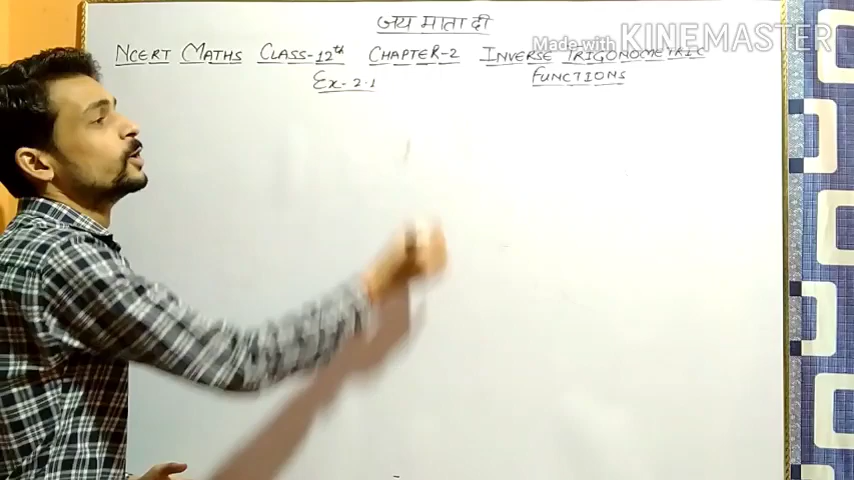 जय माता दी
NCERT MATHS CLASS-12th CHAPTER-2 INVERSE TRIGONOMETRIC
Ex-2.1 FUNCTIONS
Made with KINEMASTER